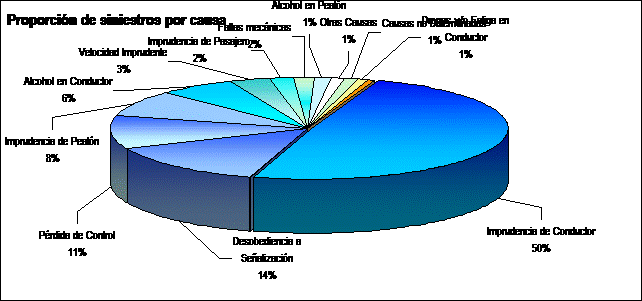 Proporción de siniestros por causa
Alcohol en Peatón
1%
Fallas mecánicas
2%
Otras Causas
1%
Causas no Determinadas
1%
en
Conductor
1%
Imprudencia de Pasajero
2%
Velocidad Imprudente
3%
Alcohol en Conductor
6%
Imprudencia de Peatón
8%
Pérdida de Control
11%
Desobediencia a
Señalización
14%
Imprudencia de Conductor
50%